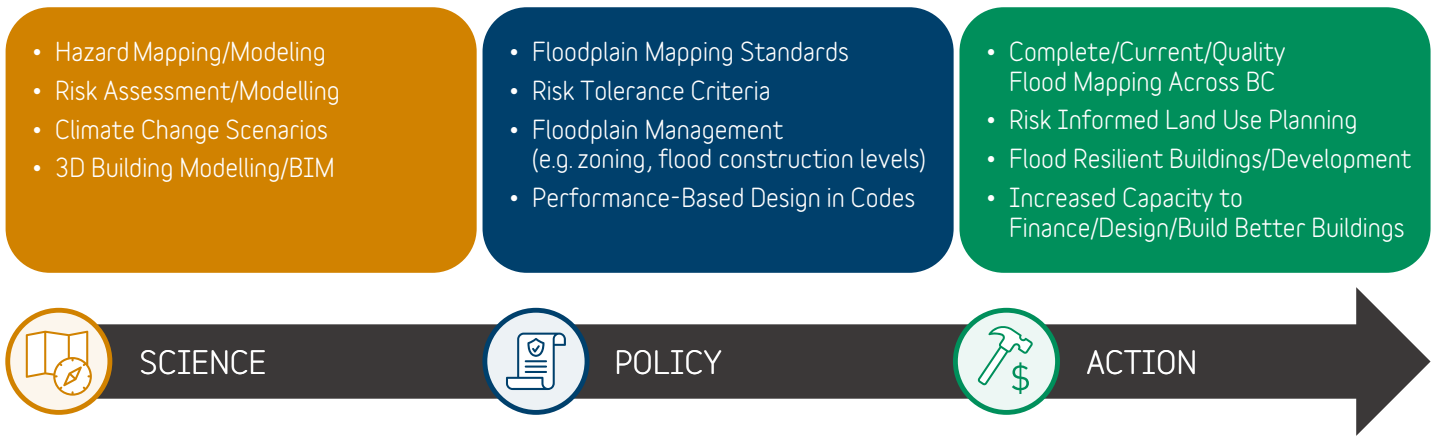 • Hazard Mapping/Modeling
• Risk Assessment/Modelling
• Climate Change Scenarios
• 3D Building Modelling/BIM
• Floodplain Mapping Standards
• Risk Tolerance Criteria
• Floodplain Management
(e.g. zoning, flood construction levels)
• Performance-Based Design in Codes
• Complete/Current/Quality
Flood Mapping Across BC
• Risk Informed Land Use Planning
• Flood Resilient Buildings/Development
• Increased Capacity to
Finance/Design/Build Better Buildings
SCIENCE
POLICY
$
ACTION